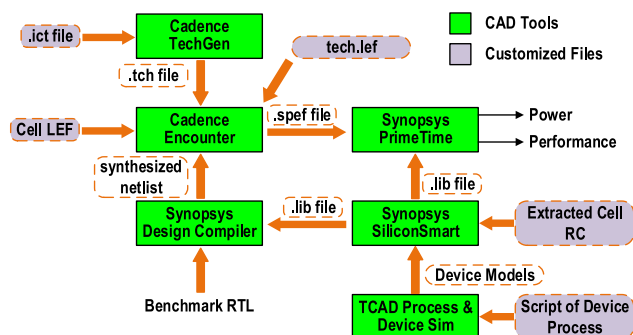 .ict file
Cadence
TechGen
CAD Tools
Customized Files
.tch file
tech.lef
Cell LEF
Cadence
Encounter
.spef file
Synopsys
PrimeTime
Power
Performance
synthesized
netlist
.lib file
.lib file
Synopsys
Design Compiler
Synopsys
SiliconSmart
Extracted Cell
RC
Device Models
Benchmark RTL
TCAD Process &
Device Sim
Script of Device
Process